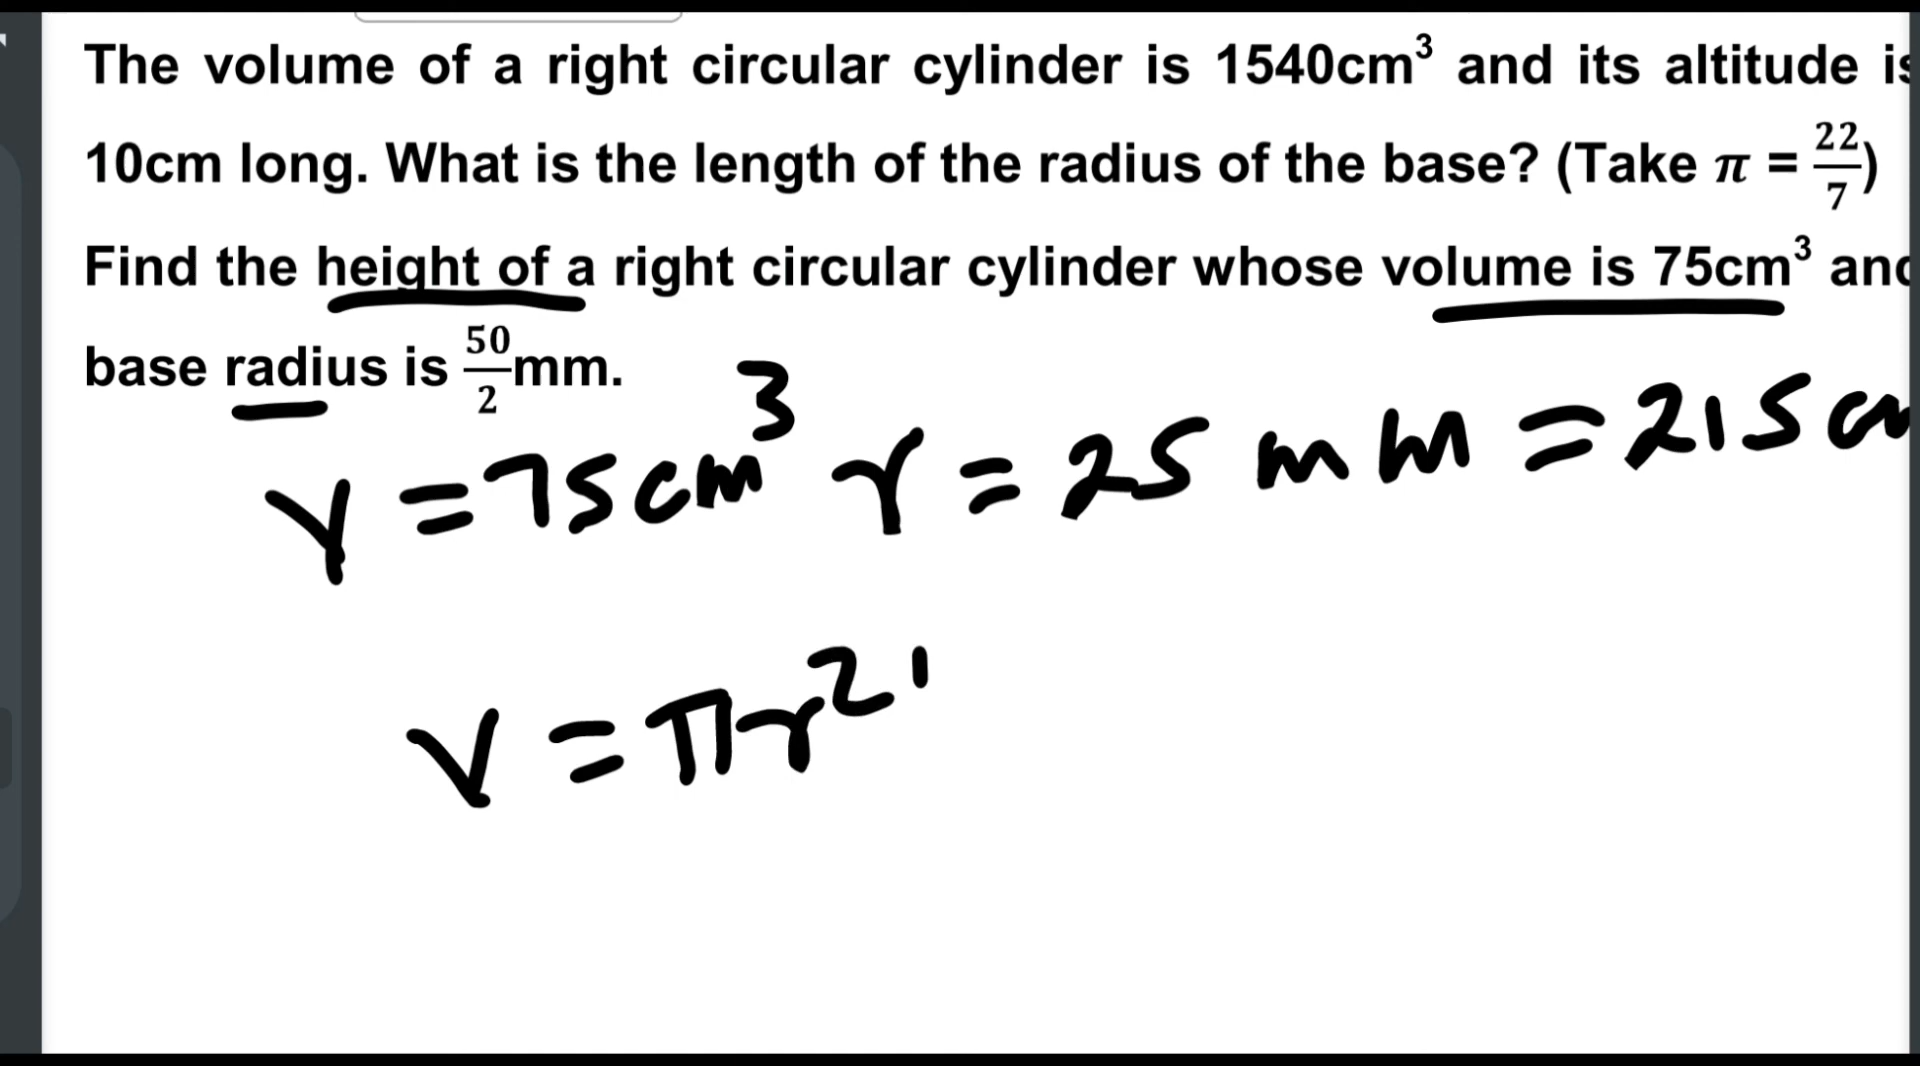 The volume of a right circular cylinder is 1540cm³ and its altitude is
10cm long. What is the length of the radius of the base? (Take π = 22/7)
Find the height of a right circular cylinder whose volume is 75cm³ and
base radius is 50/2 mm.
V = 75cm³ r = 25 mm = 2.5cm
V = πr²